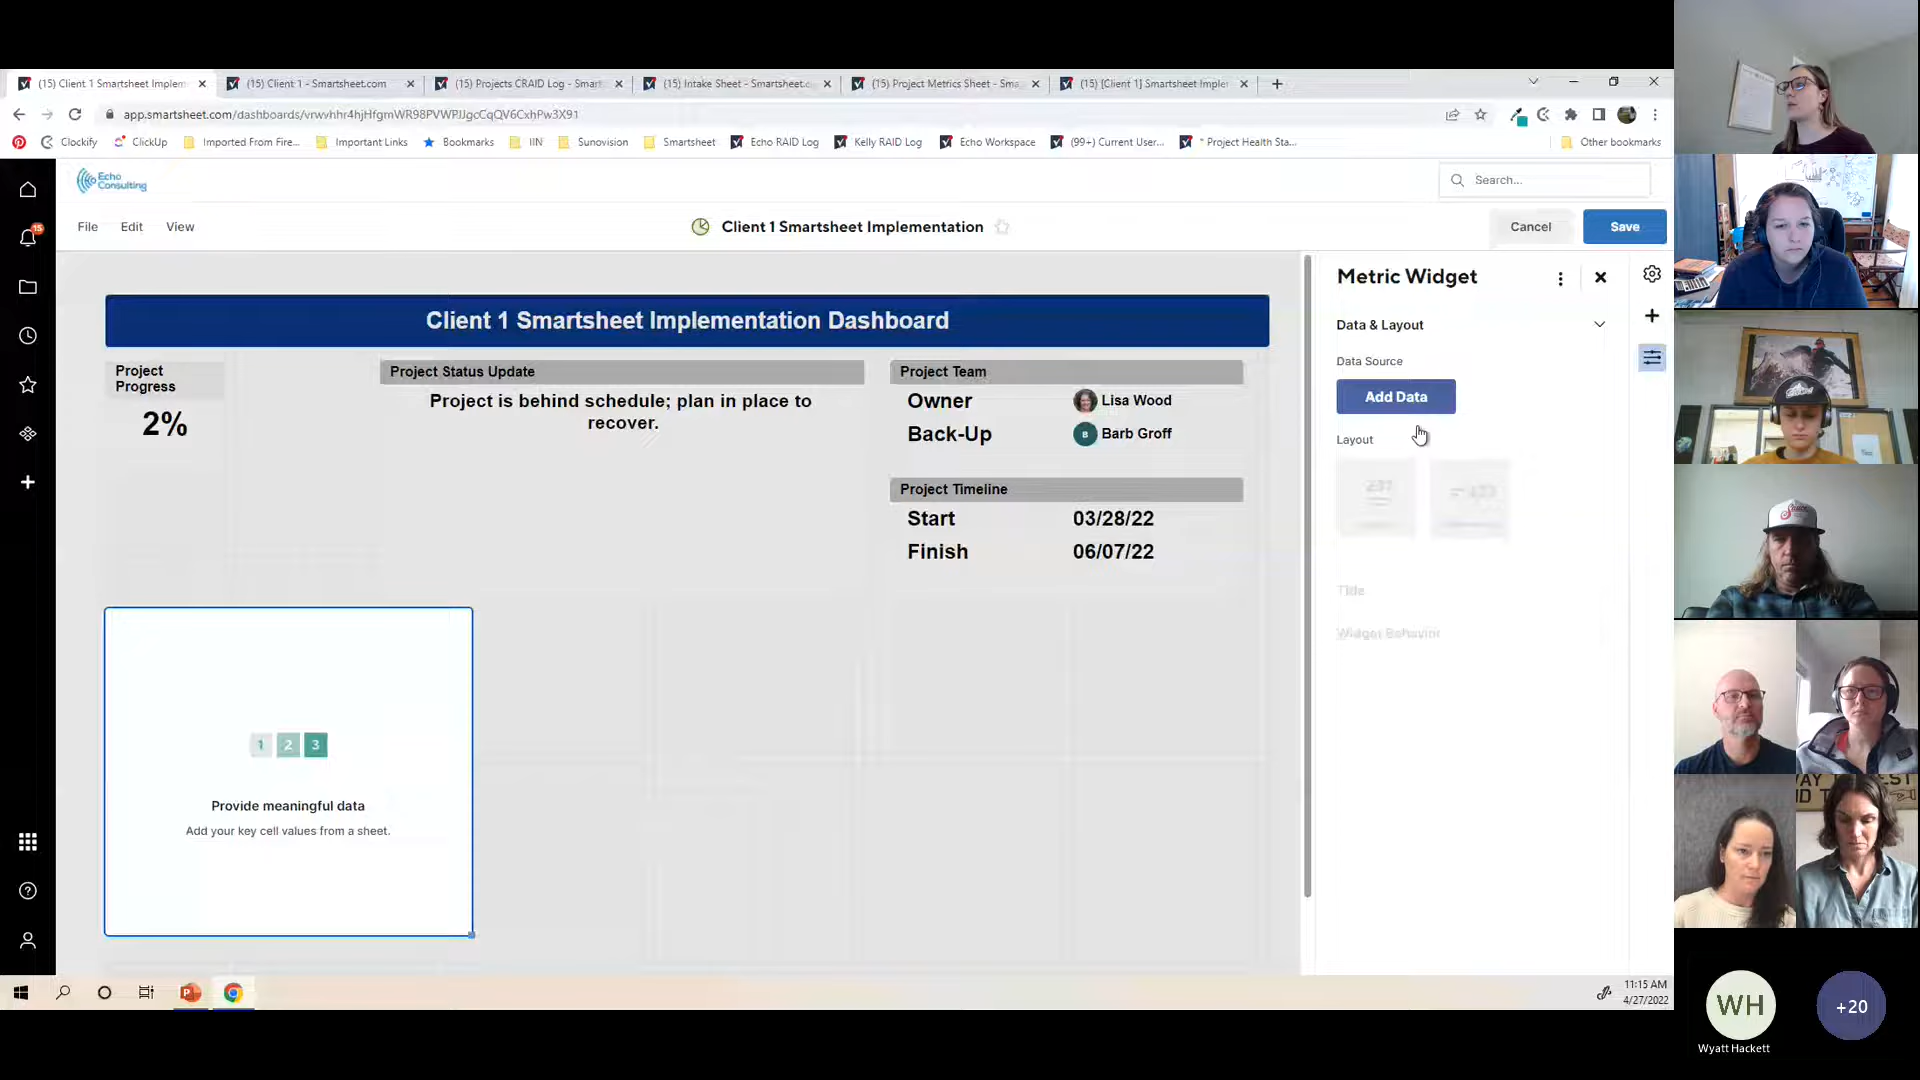 (15) Client 1 Smartsheet Implem
(15) Client 1 - Smartsheet.com
(15) Projects CRAID Log - Smart
(15) Intake Sheet - Smartsheet.c
(15) Project Metrics Sheet - Sma
(15) [Client 1] Smartsheet Imple
app.smartsheet.com/dashboards/vrwvhhr4hjHfgmWR98PVWPJJgcCqQV6CxhPw3X91
Clockify
ClickUp
Imported From Fire...
Important Links
Bookmarks
IIN
Sunovision
Smartsheet
Echo RAID Log
Kelly RAID Log
Echo Workspace
(99+) Current User...
* Project Health Sta...
Other bookmarks
Echo
Consulting
Search...
15
File
Edit
View
Client 1 Smartsheet Implementation
Cancel
Save
Client 1 Smartsheet Implementation Dashboard
Project
Progress
2%
Project Status Update
Project is behind schedule; plan in place to
recover.
Project Team
Owner
Lisa Wood
Back-Up
B
Barb Groff
Project Timeline
Start
03/28/22
Finish
06/07/22
1 2 3
Provide meaningful data
Add your key cell values from a sheet.
Metric Widget
Data & Layout
Data Source
Add Data
Layout
Title
Widget Behavior
11:15 AM
4/27/2022
WH
Wyatt Hackett
+20